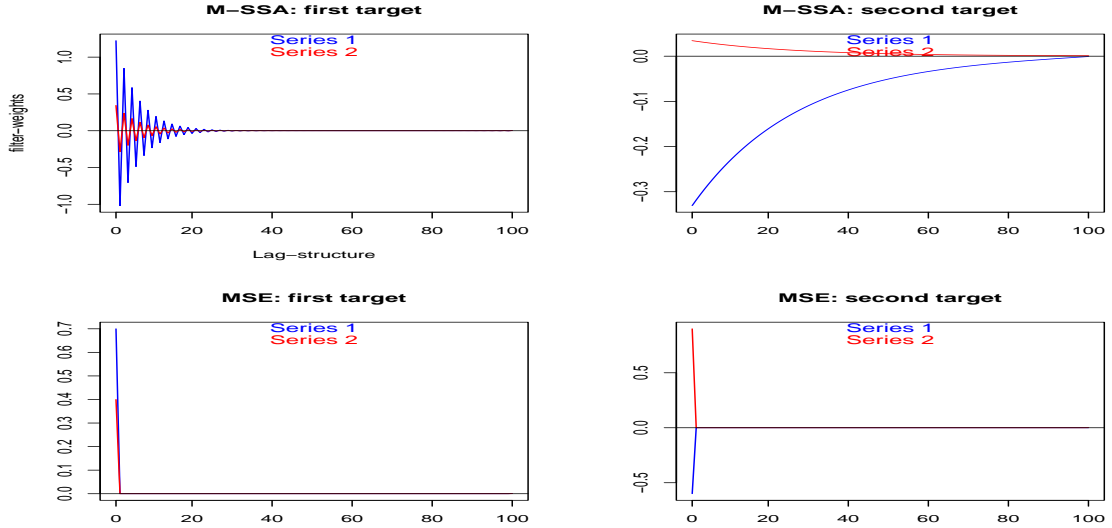 M−SSA: first target
Series 1
Series 2
filter−weights
1.0
0.5
0.0
−0.5
−1.0
0 20 40 60 80 100
Lag−structure
M−SSA: second target
Series 1
Series 2
0.0
−0.1
−0.2
−0.3
0 20 40 60 80 100
MSE: first target
Series 1
Series 2
0.7
0.6
0.5
0.4
0.3
0.2
0.1
0.0
0 20 40 60 80 100
MSE: second target
Series 1
Series 2
0.5
0.0
−0.5
0 20 40 60 80 100